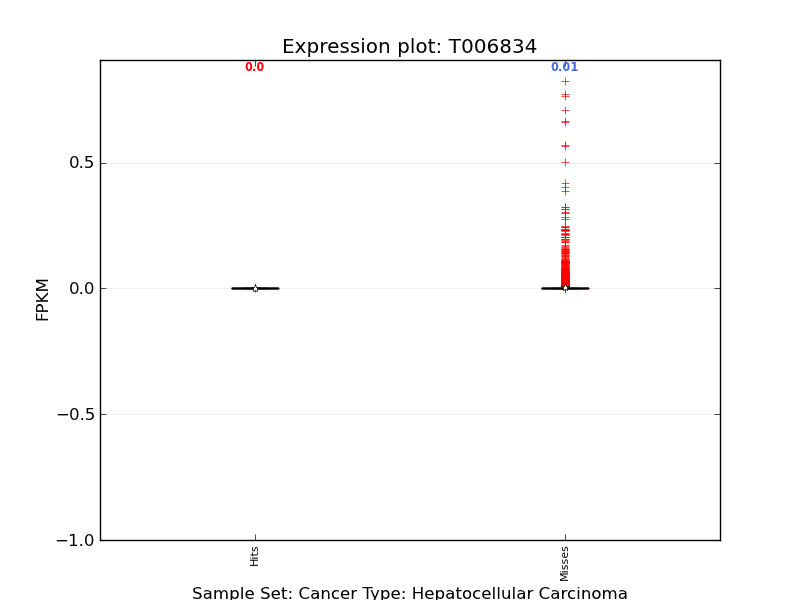 Expression plot: T006834
0.0
0.01
0.5
0.0
−0.5
−1.0
FPKM
Hits
Misses
Sample Set: Cancer Type: Hepatocellular Carcinoma